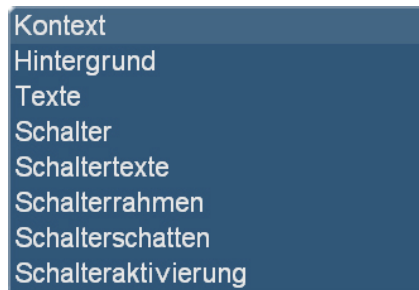 Kontext
Hintergrund
Texte
Schalter
Schaltertexte
Schalterrahmen
Schalterschatten
Schalteraktivierung